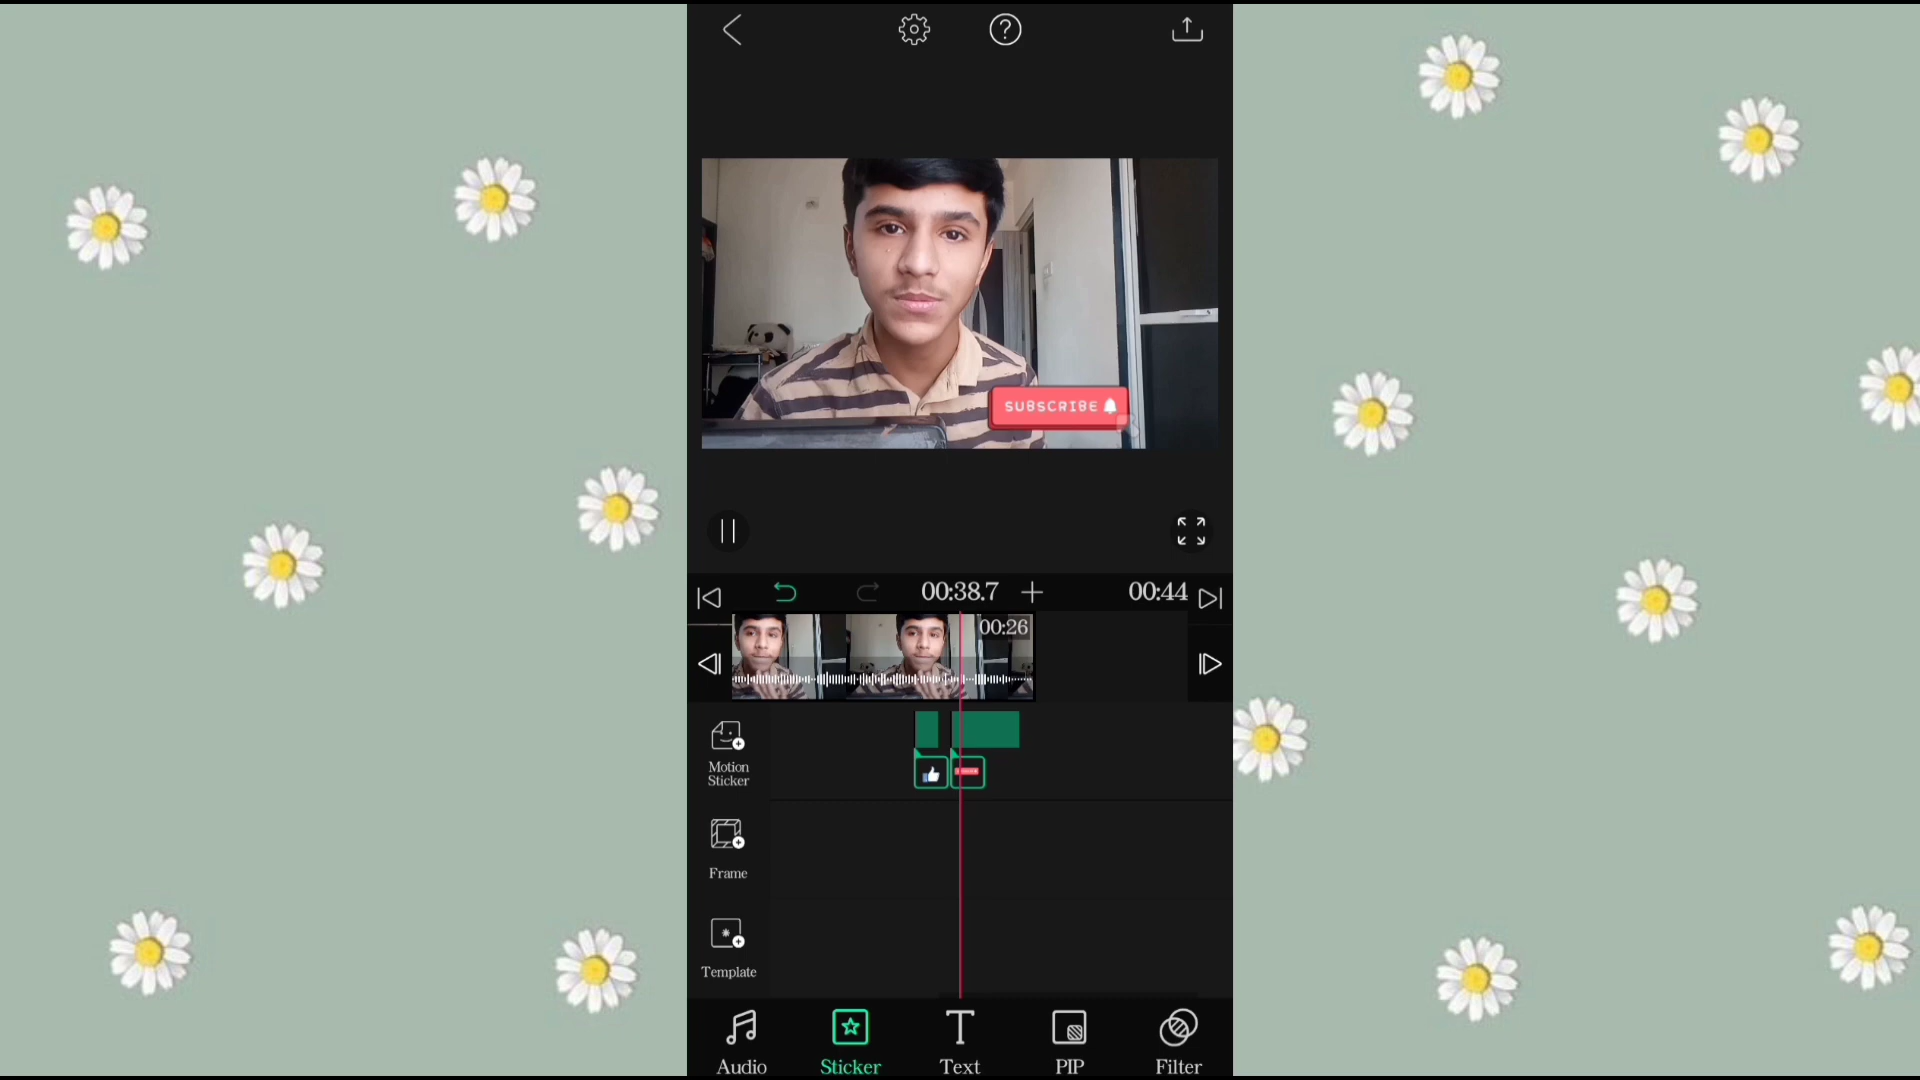 SUBSCRIBE
00:38.7
00:44
00:26
Motion
Sticker
Frame
Template
Audio
Sticker
Text
PIP
Filter